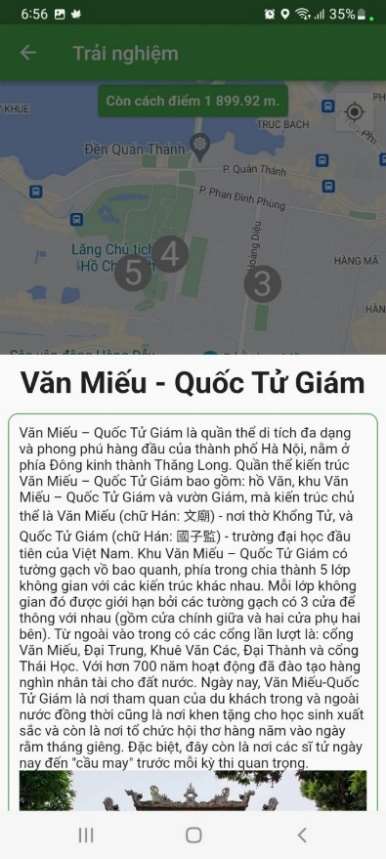 6:56
35%
Trải nghiệm
Còn cách điểm 1 899.92 m.
KHUE
TRUC BACH
PH
Đền Quán Thánh
P. Quán Thánh
P. Phan Đình Phùng
Hoàng Diệu
Lăng Chủ tịch
Hồ Ch
HÀNG MÃ
HÀN
5
4
3
Văn Miếu - Quốc Tử Giám
Văn Miếu – Quốc Tử Giám là quần thể di tích đa dạng
và phong phú hàng đầu của thành phố Hà Nội, nằm ở
phía Đông kinh thành Thăng Long. Quần thể kiến trúc
Văn Miếu – Quốc Tử Giám bao gồm: hồ Văn, khu Văn
Miếu – Quốc Tử Giám và vườn Giám, mà kiến trúc chủ
thể là Văn Miếu (chữ Hán: 文廟) - nơi thờ Khổng Tử, và
Quốc Tử Giám (chữ Hán: 國子監) - trường đại học đầu
tiên của Việt Nam. Khu Văn Miếu – Quốc Tử Giám có
tường gạch vồ bao quanh, phía trong chia thành 5 lớp
không gian với các kiến trúc khác nhau. Mỗi lớp không
gian đó được giới hạn bởi các tường gạch có 3 cửa để
thông với nhau (gồm cửa chính giữa và hai cửa phụ hai
bên). Từ ngoài vào trong có các cổng lần lượt là: cổng
Văn Miếu, Đại Trung, Khuê Văn Các, Đại Thành và cổng
Thái Học. Với hơn 700 năm hoạt động đã đào tạo hàng
nghìn nhân tài cho đất nước. Ngày nay, Văn Miếu-Quốc
Tử Giám là nơi tham quan của du khách trong và ngoài
nước đồng thời cũng là nơi khen tặng cho học sinh xuất
sắc và còn là nơi tổ chức hội thơ hàng năm vào ngày
rằm tháng giêng. Đặc biệt, đây còn là nơi các sĩ tử ngày
nay đến "cầu may" trước mỗi kỳ thi quan trọng.